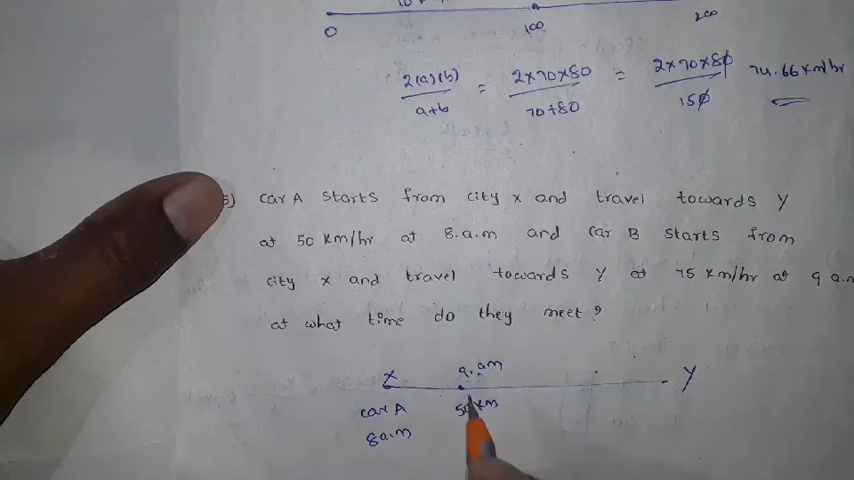 0 100 200
2(a)(b) / a+b = 2×70×80 / 70+80 = 2×70×80 / 150 74.66 km/hr
5) car A starts from city x and travel towards y
at 50 km/hr at 8.a.m and car B starts from
city x and travel towards y at 75 km/hr at 9 a.m
at what time do they meet?
x 9.am y
car A 50 km
8a.m